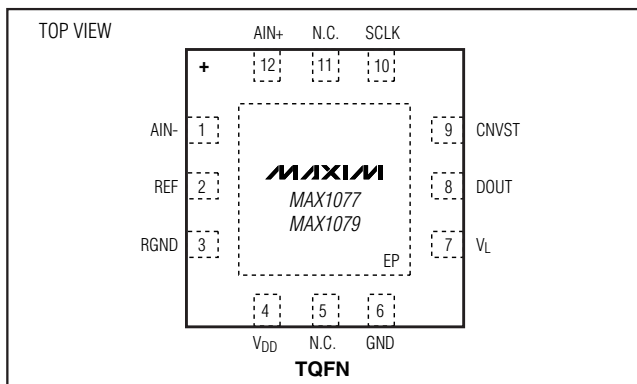 TOP VIEW
AIN+ N.C. SCLK
+ 12 11 10
AIN- 1 9 CNVST
MAXIM
REF 2 MAX1077 8 DOUT
MAX1079
RGND 3 7 VL
EP
4 5 6
VDD N.C. GND
TQFN